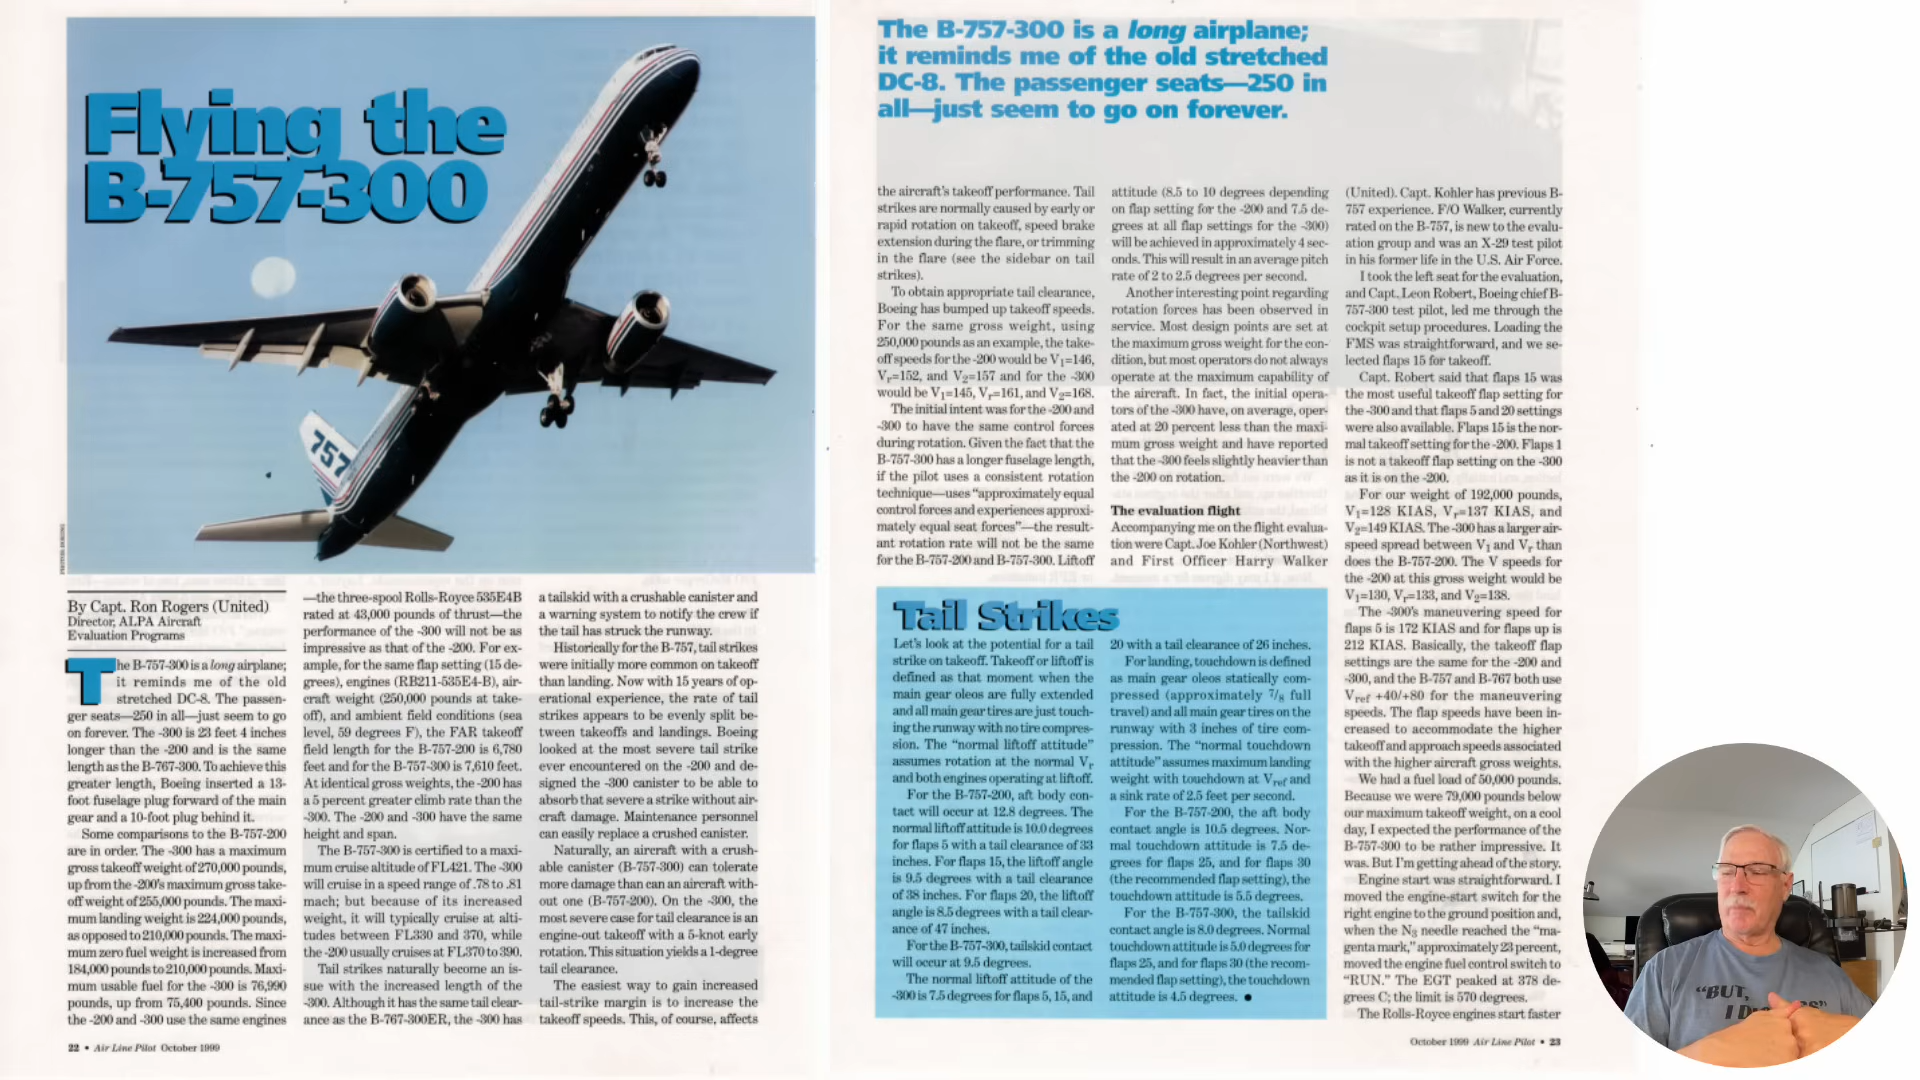 Flying the
B-757-300
757
PHOTOS: BOEING
By Capt. Ron Rogers (United)
Director, ALPA Aircraft
Evaluation Programs
The B-757-300 is a long airplane;
it reminds me of the old
stretched DC-8. The passen-
ger seats—250 in all—just seem to go
on forever. The -300 is 23 feet 4 inches
longer than the -200 and is the same
length as the B-767-300. To achieve this
greater length, Boeing inserted a 13-
foot fuselage plug forward of the main
gear and a 10-foot plug behind it.
Some comparisons to the B-757-200
are in order. The -300 has a maximum
gross takeoff weight of 270,000 pounds,
up from the -200's maximum gross take-
off weight of 255,000 pounds. The maxi-
mum landing weight is 224,000 pounds,
as opposed to 210,000 pounds. The maxi-
mum zero fuel weight is increased from
184,000 pounds to 210,000 pounds. Maxi-
mum usable fuel for the -300 is 76,990
pounds, up from 75,400 pounds. Since
the -200 and -300 use the same engines
—the three-spool Rolls-Royce 535E4B
rated at 43,000 pounds of thrust—the
performance of the -300 will not be as
impressive as that of the -200. For ex-
ample, for the same flap setting (15 de-
grees), engines (RB211-535E4-B), air-
craft weight (250,000 pounds at take-
off), and ambient field conditions (sea
level, 59 degrees F), the FAR takeoff
field length for the B-757-200 is 6,780
feet and for the B-757-300 is 7,610 feet.
At identical gross weights, the -200 has
a 5 percent greater climb rate than the
-300. The -200 and -300 have the same
height and span.
The B-757-300 is certified to a maxi-
mum cruise altitude of FL421. The -300
will cruise in a speed range of .78 to .81
mach; but because of its increased
weight, it will typically cruise at alti-
tudes between FL330 and 370, while
the -200 usually cruises at FL370 to 390.
Tail strikes naturally become an is-
sue with the increased length of the
-300. Although it has the same tail clear-
ance as the B-767-300ER, the -300 has
a tailskid with a crushable canister and
a warning system to notify the crew if
the tail has struck the runway.
Historically for the B-757, tail strikes
were initially more common on takeoff
than landing. Now with 15 years of op-
erational experience, the rate of tail
strikes appears to be evenly split be-
tween takeoffs and landings. Boeing
looked at the most severe tail strike
ever encountered on the -200 and de-
signed the -300 canister to be able to
absorb that severe a strike without air-
craft damage. Maintenance personnel
can easily replace a crushed canister.
Naturally, an aircraft with a crush-
able canister (B-757-300) can tolerate
more damage than can an aircraft with-
out one (B-757-200). On the -300, the
most severe case for tail clearance is an
engine-out takeoff with a 5-knot early
rotation. This situation yields a 1-degree
tail clearance.
The easiest way to gain increased
tail-strike margin is to increase the
takeoff speeds. This, of course, affects
22 • Air Line Pilot October 1999
The B-757-300 is a long airplane;
it reminds me of the old stretched
DC-8. The passenger seats—250 in
all—just seem to go on forever.
the aircraft's takeoff performance. Tail
strikes are normally caused by early or
rapid rotation on takeoff, speed brake
extension during the flare, or trimming
in the flare (see the sidebar on tail
strikes).
To obtain appropriate tail clearance,
Boeing has bumped up takeoff speeds.
For the same gross weight, using
250,000 pounds as an example, the take-
off speeds for the -200 would be V1=146,
Vr=152, and V2=157 and for the -300
would be V1=145, Vr=161, and V2=168.
The initial intent was for the -200 and
-300 to have the same control forces
during rotation. Given the fact that the
B-757-300 has a longer fuselage length,
if the pilot uses a consistent rotation
technique—uses "approximately equal
control forces and experiences approxi-
mately equal seat forces"—the result-
ant rotation rate will not be the same
for the B-757-200 and B-757-300. Liftoff
attitude (8.5 to 10 degrees depending
on flap setting for the -200 and 7.5 de-
grees at all flap settings for the -300)
will be achieved in approximately 4 sec-
onds. This will result in an average pitch
rate of 2 to 2.5 degrees per second.
Another interesting point regarding
rotation forces has been observed in
service. Most design points are set at
the maximum gross weight for the con-
dition, but most operators do not always
operate at the maximum capability of
the aircraft. In fact, the initial opera-
tors of the -300 have, on average, oper-
ated at 20 percent less than the maxi-
mum gross weight and have reported
that the -300 feels slightly heavier than
the -200 on rotation.
The evaluation flight
Accompanying me on the flight evalua-
tion were Capt. Joe Kohler (Northwest)
and First Officer Harry Walker
(United). Capt. Kohler has previous B-
757 experience. F/O Walker, currently
rated on the B-757, is new to the evalu-
ation group and was an X-29 test pilot
in his former life in the U.S. Air Force.
I took the left seat for the evaluation,
and Capt. Leon Robert, Boeing chief B-
757-300 test pilot, led me through the
cockpit setup procedures. Loading the
FMS was straightforward, and we se-
lected flaps 15 for takeoff.
Capt. Robert said that flaps 15 was
the most useful takeoff flap setting for
the -300 and that flaps 5 and 20 settings
were also available. Flaps 15 is the nor-
mal takeoff setting for the -200. Flaps 1
is not a takeoff flap setting on the -300
as it is on the -200.
For our weight of 192,000 pounds,
V1=128 KIAS, Vr=137 KIAS, and
V2=149 KIAS. The -300 has a larger air-
speed spread between V1 and Vr than
does the B-757-200. The V speeds for
the -200 at this gross weight would be
V1=130, Vr=133, and V2=138.
The -300's maneuvering speed for
flaps 5 is 172 KIAS and for flaps up is
212 KIAS. Basically, the takeoff flap
settings are the same for the -200 and
-300, and the B-757 and B-767 both use
Vref +40/+80 for the maneuvering
speeds. The flap speeds have been in-
creased to accommodate the higher
takeoff and approach speeds associated
with the higher aircraft gross weights.
We had a fuel load of 50,000 pounds.
Because we were 79,000 pounds below
our maximum takeoff weight, on a cool
day, I expected the performance of the
B-757-300 to be rather impressive. It
was. But I'm getting ahead of the story.
Engine start was straightforward. I
moved the engine-start switch for the
right engine to the ground position and,
when the N3 needle reached the "ma-
genta mark," approximately 23 percent,
moved the engine fuel control switch to
"RUN." The EGT peaked at 378 de-
grees C; the limit is 570 degrees.
The Rolls-Royce engines start faster
Tail Strikes
Let's look at the potential for a tail
strike on takeoff. Takeoff or liftoff is
defined as that moment when the
main gear oleos are fully extended
and all main gear tires are just touch-
ing the runway with no tire compres-
sion. The "normal liftoff attitude"
assumes rotation at the normal Vr
and both engines operating at liftoff.
For the B-757-200, aft body con-
tact will occur at 12.8 degrees. The
normal liftoff attitude is 10.0 degrees
for flaps 5 with a tail clearance of 33
inches. For flaps 15, the liftoff angle
is 9.5 degrees with a tail clearance
of 38 inches. For flaps 20, the liftoff
angle is 8.5 degrees with a tail clear-
ance of 47 inches.
For the B-757-300, tailskid contact
will occur at 9.5 degrees.
The normal liftoff attitude of the
-300 is 7.5 degrees for flaps 5, 15, and
20 with a tail clearance of 26 inches.
For landing, touchdown is defined
as main gear oleos statically com-
pressed (approximately 7/8 full
travel) and all main gear tires on the
runway with 3 inches of tire com-
pression. The "normal touchdown
attitude" assumes maximum landing
weight with touchdown at Vref and
a sink rate of 2.5 feet per second.
For the B-757-200, the aft body
contact angle is 10.5 degrees. Nor-
mal touchdown attitude is 7.5 de-
grees for flaps 25, and for flaps 30
(the recommended flap setting), the
touchdown attitude is 5.5 degrees.
For the B-757-300, the tailskid
contact angle is 8.0 degrees. Normal
touchdown attitude is 5.0 degrees for
flaps 25, and for flaps 30 (the recom-
mended flap setting), the touchdown
attitude is 4.5 degrees. ●
October 1999 Air Line Pilot • 23
"BUT,